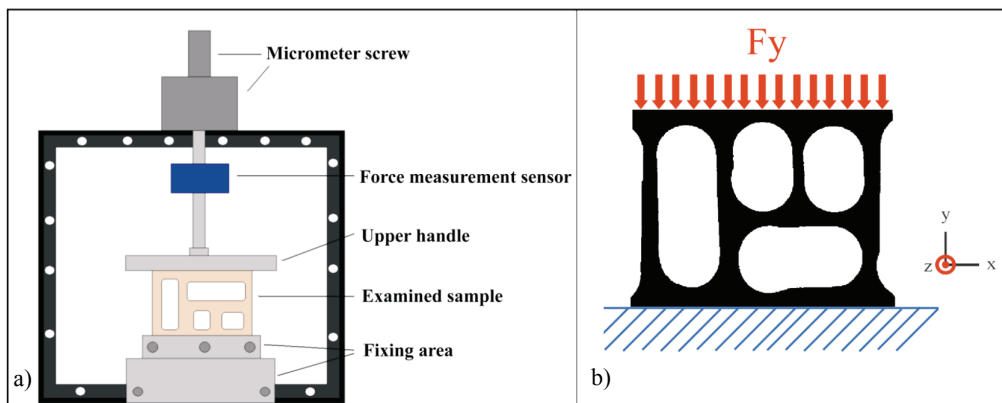 Micrometer screw
Force measurement sensor
Upper handle
Examined sample
Fixing area
a)
Fy
y
z
x
b)